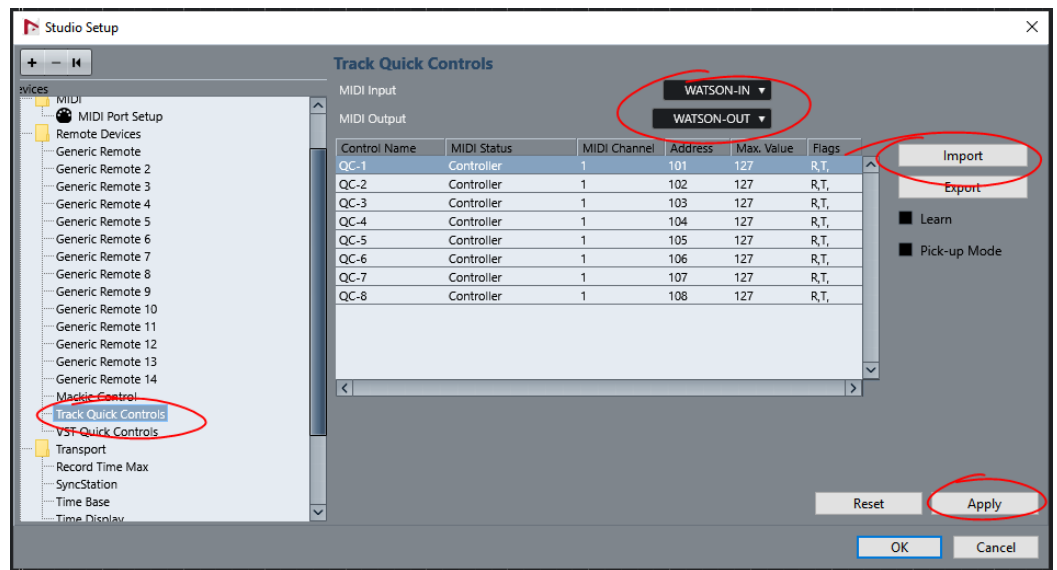 Studio Setup
evices
MIDI
MIDI Port Setup
Remote Devices
Generic Remote
Generic Remote 2
Generic Remote 3
Generic Remote 4
Generic Remote 5
Generic Remote 6
Generic Remote 7
Generic Remote 8
Generic Remote 9
Generic Remote 10
Generic Remote 11
Generic Remote 12
Generic Remote 13
Generic Remote 14
Mackie Control
Track Quick Controls
VST Quick Controls
Transport
Record Time Max
SyncStation
Time Base
Time Display
Track Quick Controls
MIDI Input WATSON-IN
MIDI Output WATSON-OUT
Control Name MIDI Status MIDI Channel Address Max. Value Flags
QC-1 Controller 1 101 127 R,T,
QC-2 Controller 1 102 127 R,T,
QC-3 Controller 1 103 127 R,T,
QC-4 Controller 1 104 127 R,T,
QC-5 Controller 1 105 127 R,T,
QC-6 Controller 1 106 127 R,T,
QC-7 Controller 1 107 127 R,T,
QC-8 Controller 1 108 127 R,T,
Import
Export
Learn
Pick-up Mode
Reset Apply
OK Cancel